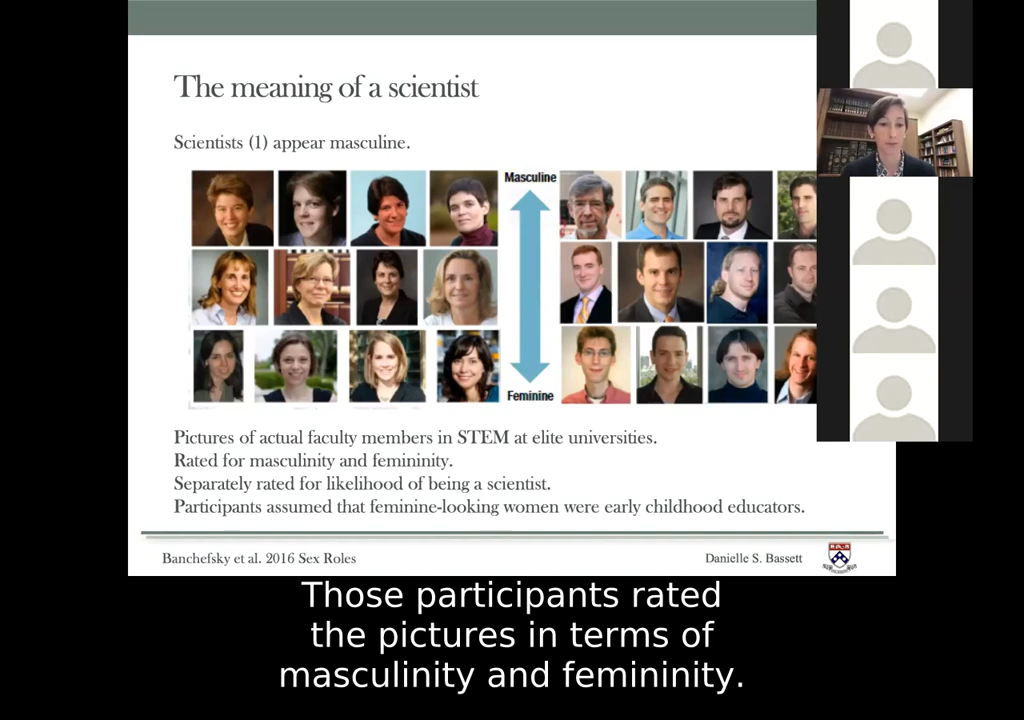 The meaning of a scientist
Scientists (1) appear masculine.
Masculine
Feminine
Pictures of actual faculty members in STEM at elite universities.
Rated for masculinity and femininity.
Separately rated for likelihood of being a scientist.
Participants assumed that feminine-looking women were early childhood educators.
Banchefsky et al. 2016 Sex Roles
Danielle S. Bassett
Those participants rated
the pictures in terms of
masculinity and femininity.